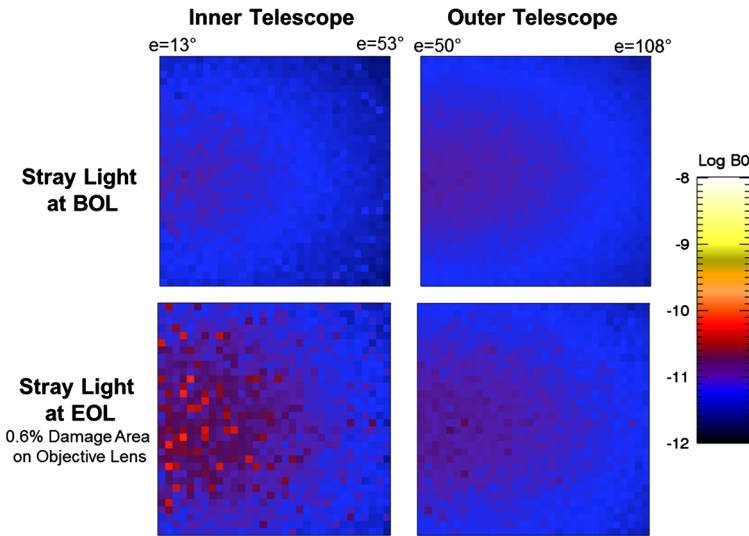 Inner Telescope
Outer Telescope
e=13°
e=53°
e=50°
e=108°
Stray Light
at BOL
Log B0
-8
-9
-10
-11
-12
Stray Light
at EOL
0.6% Damage Area
on Objective Lens